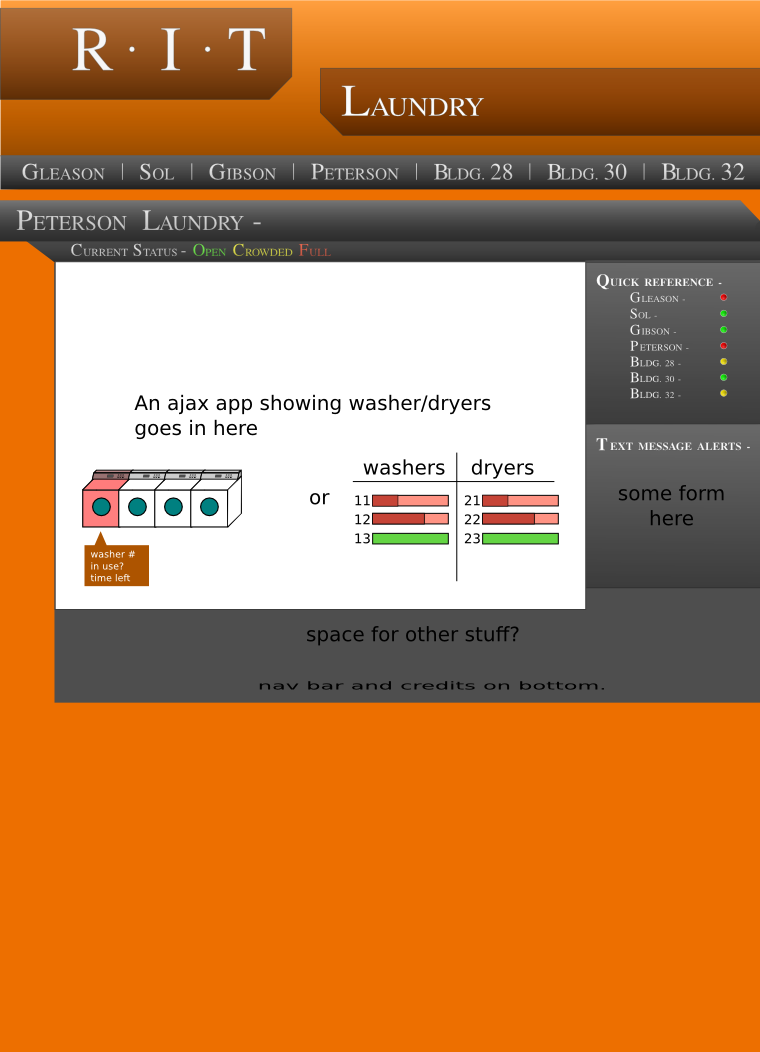 R · I · T
Laundry
Gleason | Sol | Gibson | Peterson | Bldg. 28 | Bldg. 30 | Bldg. 32
Peterson Laundry -
Current Status - Open Crowded Full
Quick reference -
Gleason -
Sol -
Gibson -
Peterson -
Bldg. 28 -
Bldg. 30 -
Bldg. 32 -
Text message alerts -
some form
here
An ajax app showing washer/dryers
goes in here
washer #
in use?
time left
or
washers dryers
11 21
12 22
13 23
space for other stuff?
nav bar and credits on bottom.